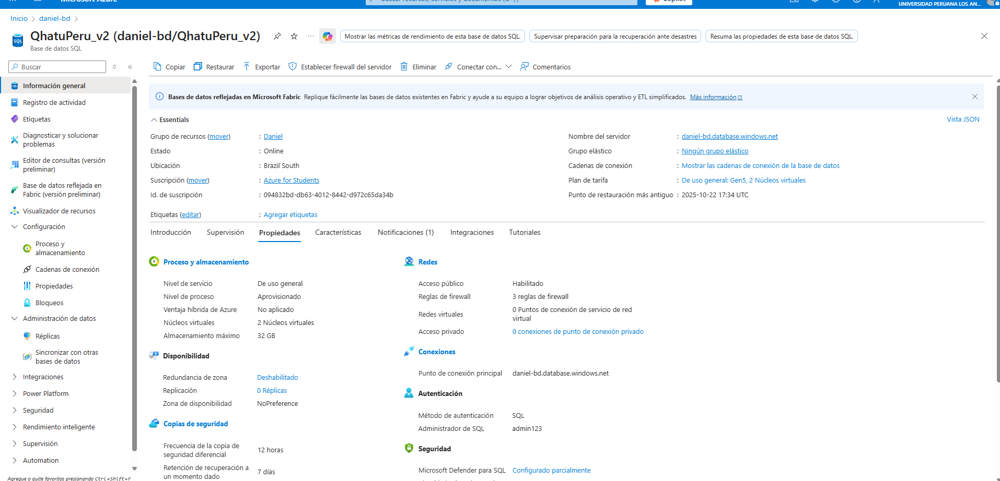 Microsoft Azure
Buscar recursos, servicios y documentos (G+/)
Copilot
UNIVERSIDAD PERUANA LOS AN...
Inicio > daniel-bd >
QhatuPeru_v2 (daniel-bd/QhatuPeru_v2)
Base de datos SQL
Mostrar las métricas de rendimiento de esta base de datos SQL.
Supervisar preparación para la recuperación ante desastres
Resuma las propiedades de esta base de datos SQL.
Buscar
Copiar
Restaurar
Exportar
Establecer firewall del servidor
Eliminar
Conectar con...
Comentarios
Información general
Registro de actividad
Etiquetas
Diagnosticar y solucionar
problemas
Editor de consultas (versión
preliminar)
Base de datos reflejada en
Fabric (versión preliminar)
Visualizador de recursos
Configuración
Proceso y
almacenamiento
Cadenas de conexión
Propiedades
Bloqueos
Administración de datos
Réplicas
Sincronizar con otras
bases de datos
Integraciones
Power Platform
Seguridad
Rendimiento inteligente
Supervisión
Automation
Agregue o quite favoritos presionando Ctrl+Shift+F
Bases de datos reflejadas en Microsoft Fabric Replique fácilmente las bases de datos existentes en Fabric y ayude a su equipo a lograr objetivos de análisis operativo y ETL simplificados. Más información
Essentials
Vista JSON
Grupo de recursos (mover) : Daniel
Estado : Online
Ubicación : Brazil South
Suscripción (mover) : Azure for Students
Id. de suscripción : 094832bd-db63-4012-8442-d972c65da34b
Etiquetas (editar) : Agregar etiquetas
Nombre del servidor : daniel-bd.database.windows.net
Grupo elástico : Ningún grupo elástico
Cadenas de conexión : Mostrar las cadenas de conexión de la base de datos
Plan de tarifa : De uso general: Gen5, 2 Núcleos virtuales
Punto de restauración más antiguo : 2025-10-22 17:34 UTC
Introducción
Supervisión
Propiedades
Características
Notificaciones (1)
Integraciones
Tutoriales
Proceso y almacenamiento
Nivel de servicio De uso general
Nivel de proceso Aprovisionado
Ventaja híbrida de Azure No aplicado
Núcleos virtuales 2 Núcleos virtuales
Almacenamiento máximo 32 GB
Disponibilidad
Redundancia de zona Deshabilitado
Replicación 0 Réplicas
Zona de disponibilidad NoPreference
Copias de seguridad
Frecuencia de la copia de
seguridad diferencial 12 horas
Retención de recuperación a
un momento dado 7 días
Redes
Acceso público Habilitado
Reglas de firewall 3 reglas de firewall
Redes virtuales 0 Puntos de conexión de servicio de red
virtual
Acceso privado 0 conexiones de punto de conexión privado
Conexiones
Punto de conexión principal daniel-bd.database.windows.net
Autenticación
Método de autenticación SQL
Administrador de SQL admin123
Seguridad
Microsoft Defender para SQL Configurado parcialmente